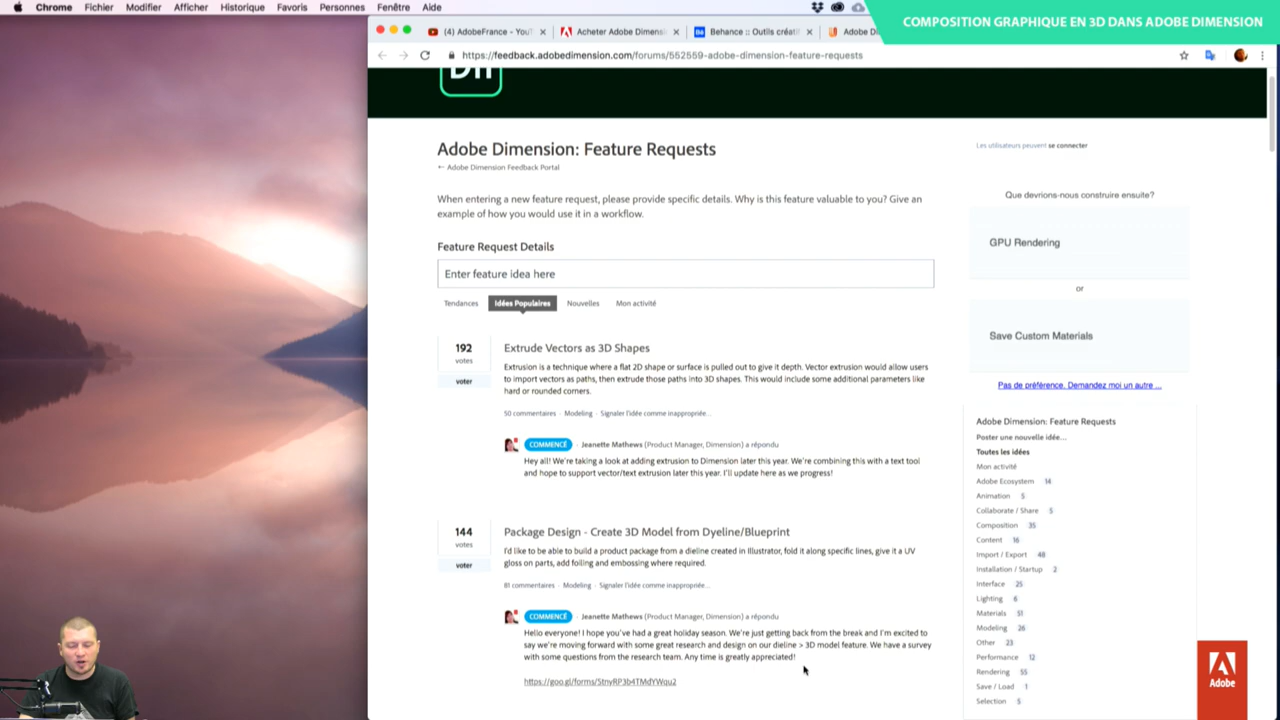 Chrome Fichier Modifier Afficher Historique Favoris Personnes Fenêtre Aide
COMPOSITION GRAPHIQUE EN 3D DANS ADOBE DIMENSION
(4) AdobeFrance - You
Acheter Adobe Dimensi
Behance :: Outils créatif
Adobe Di
https://feedback.adobedimension.com/forums/552559-adobe-dimension-feature-requests
Dn
Adobe Dimension: Feature Requests
← Adobe Dimension Feedback Portal
When entering a new feature request, please provide specific details. Why is this feature valuable to you? Give an
example of how you would use it in a workflow.
Feature Request Details
Enter feature idea here
Tendances Idées Populaires Nouvelles Mon activité
192
votes
voter
Extrude Vectors as 3D Shapes
Extrusion is a technique where a flat 2D shape or surface is pulled out to give it depth. Vector extrusion would allow users
to import vectors as paths, then extrude those paths into 3D shapes. This would include some additional parameters like
hard or rounded corners.
50 commentaires · Modeling · Signaler l'idée comme inappropriée…
COMMENCÉ · Jeanette Mathews (Product Manager, Dimension) a répondu
Hey all! We're taking a look at adding extrusion to Dimension later this year. We're combining this with a text tool
and hope to support vector/text extrusion later this year. I'll update here as we progress!
144
votes
voter
Package Design - Create 3D Model from Dyeline/Blueprint
I'd like to be able to build a product package from a dieline created in Illustrator, fold it along specific lines, give it a UV
gloss on parts, add foiling and embossing where required.
81 commentaires · Modeling · Signaler l'idée comme inappropriée…
COMMENCÉ · Jeanette Mathews (Product Manager, Dimension) a répondu
Hello everyone! I hope you've had a great holiday season. We're just getting back from the break and I'm excited to
say we're moving forward with some great research and design on our dieline > 3D model feature. We have a survey
with some questions from the research team. Any time is greatly appreciated!
https://goo.gl/forms/5tnyRP3b4TMdYWqu2
Les utilisateurs peuvent se connecter
Que devrions-nous construire ensuite?
GPU Rendering
or
Save Custom Materials
Pas de préférence. Demandez moi un autre ...
Adobe Dimension: Feature Requests
Poster une nouvelle idée…
Toutes les idées
Mon activité
Adobe Ecosystem 14
Animation 5
Collaborate / Share 5
Composition 35
Content 16
Import / Export 48
Installation / Startup 2
Interface 25
Lighting 6
Materials 51
Modeling 26
Other 23
Performance 12
Rendering 55
Save / Load 1
Selection 5
Adobe